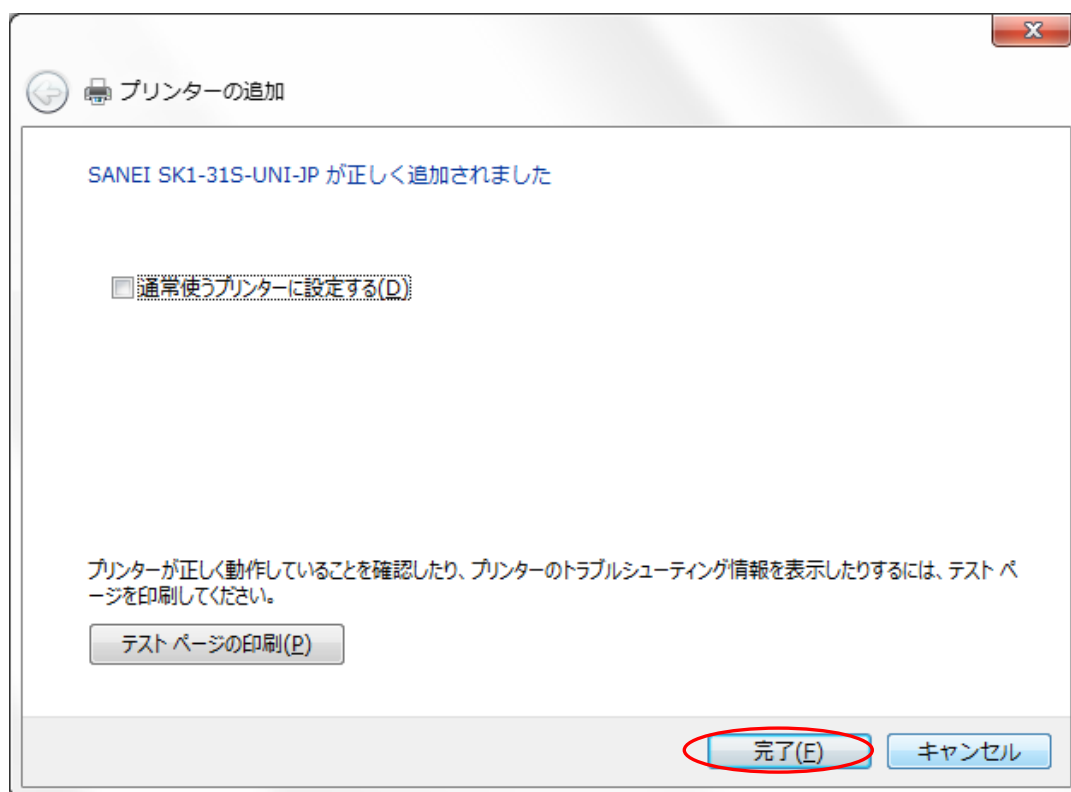 プリンターの追加
SANEI SK1-31S-UNI-JP が正しく追加されました
通常使うプリンターに設定する(D)
プリンターが正しく動作していることを確認したり、プリンターのトラブルシューティング情報を表示したりするには、テスト ペ
ージを印刷してください。
テスト ページの印刷(P)
完了(F)
キャンセル